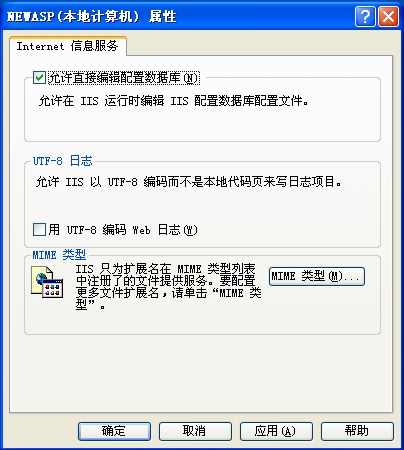 NEWASP(本地计算机) 属性
Internet 信息服务
允许直接编辑配置数据库(N)
允许在 IIS 运行时编辑 IIS 配置数据库配置文件。
UTF-8 日志
允许 IIS 以 UTF-8 编码而不是本地代码页来写日志项目。
用 UTF-8 编码 Web 日志(W)
MIME 类型
IIS 只为扩展名在 MIME 类型列表
中注册了的文件提供服务。要配置
更多文件扩展名，请单击“MIME 类
型”。
MIME 类型(M)...
确定
取消
应用(A)
帮助